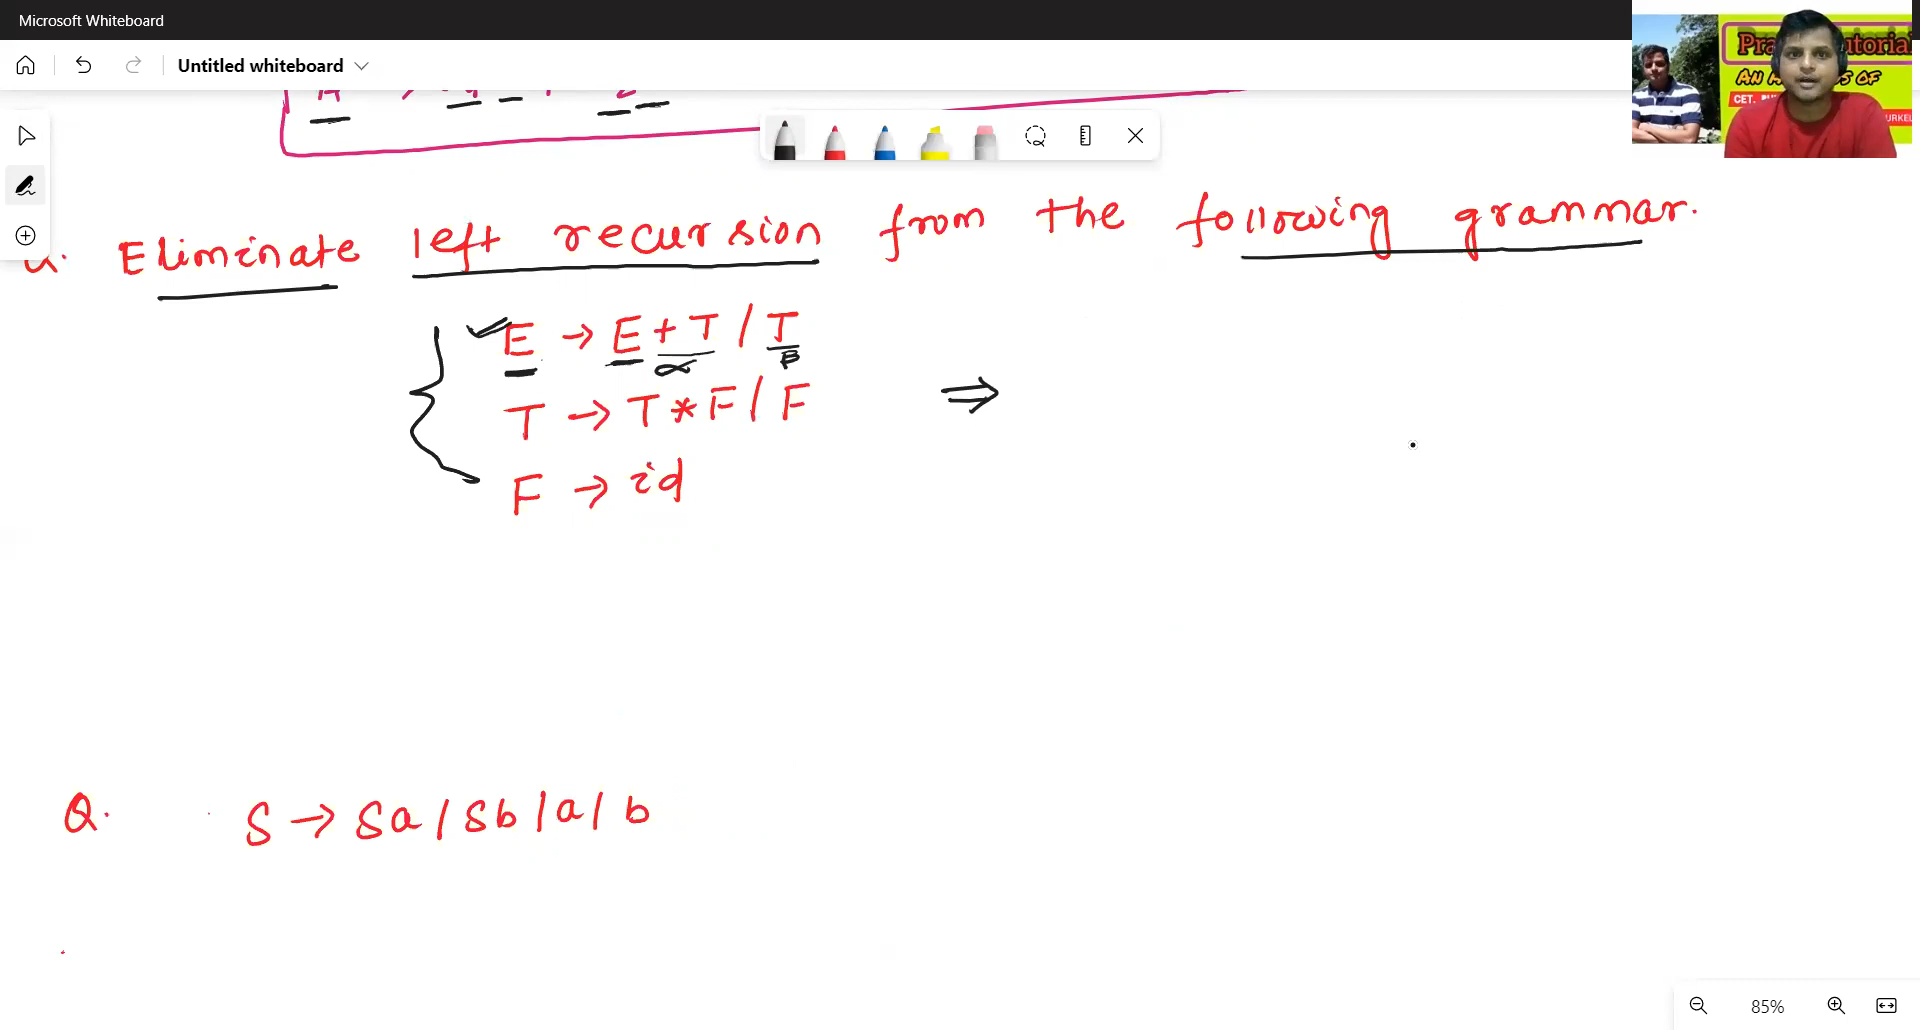 Microsoft Whiteboard
Untitled whiteboard
Q. Eliminate left recursion from the following grammar.
E → E + T / T
α β
T → T * F / F
⇒
F → id
Q. S → Sa / Sb / a / b
85%